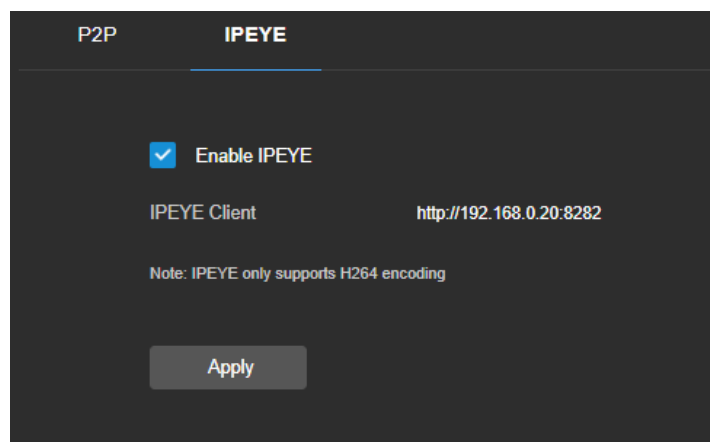 P2P IPEYE
Enable IPEYE
IPEYE Client http://192.168.0.20:8282
Note: IPEYE only supports H264 encoding
Apply